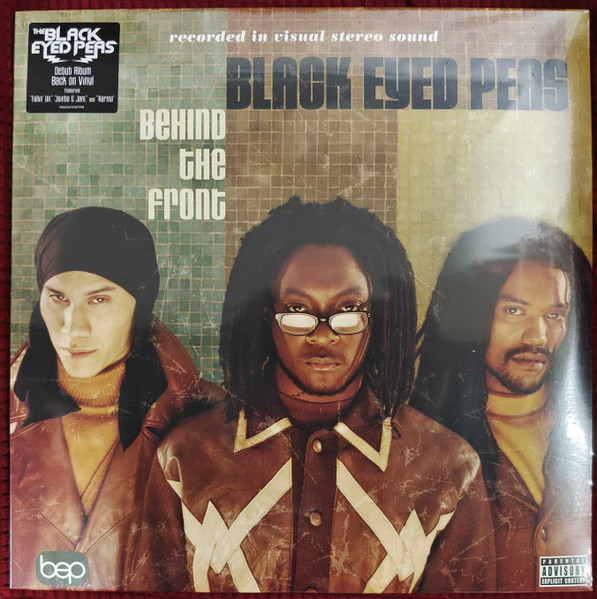 THE BLACK
EYED PEAS
Debut Album
Back on Vinyl
Featuring
"Fallin' Up," "Joints & Jam," and "Karma"
recorded in visual stereo sound
BLACK EYED PEAS
BEHIND
the
front
bep
PARENTAL
ADVISORY
EXPLICIT CONTENT